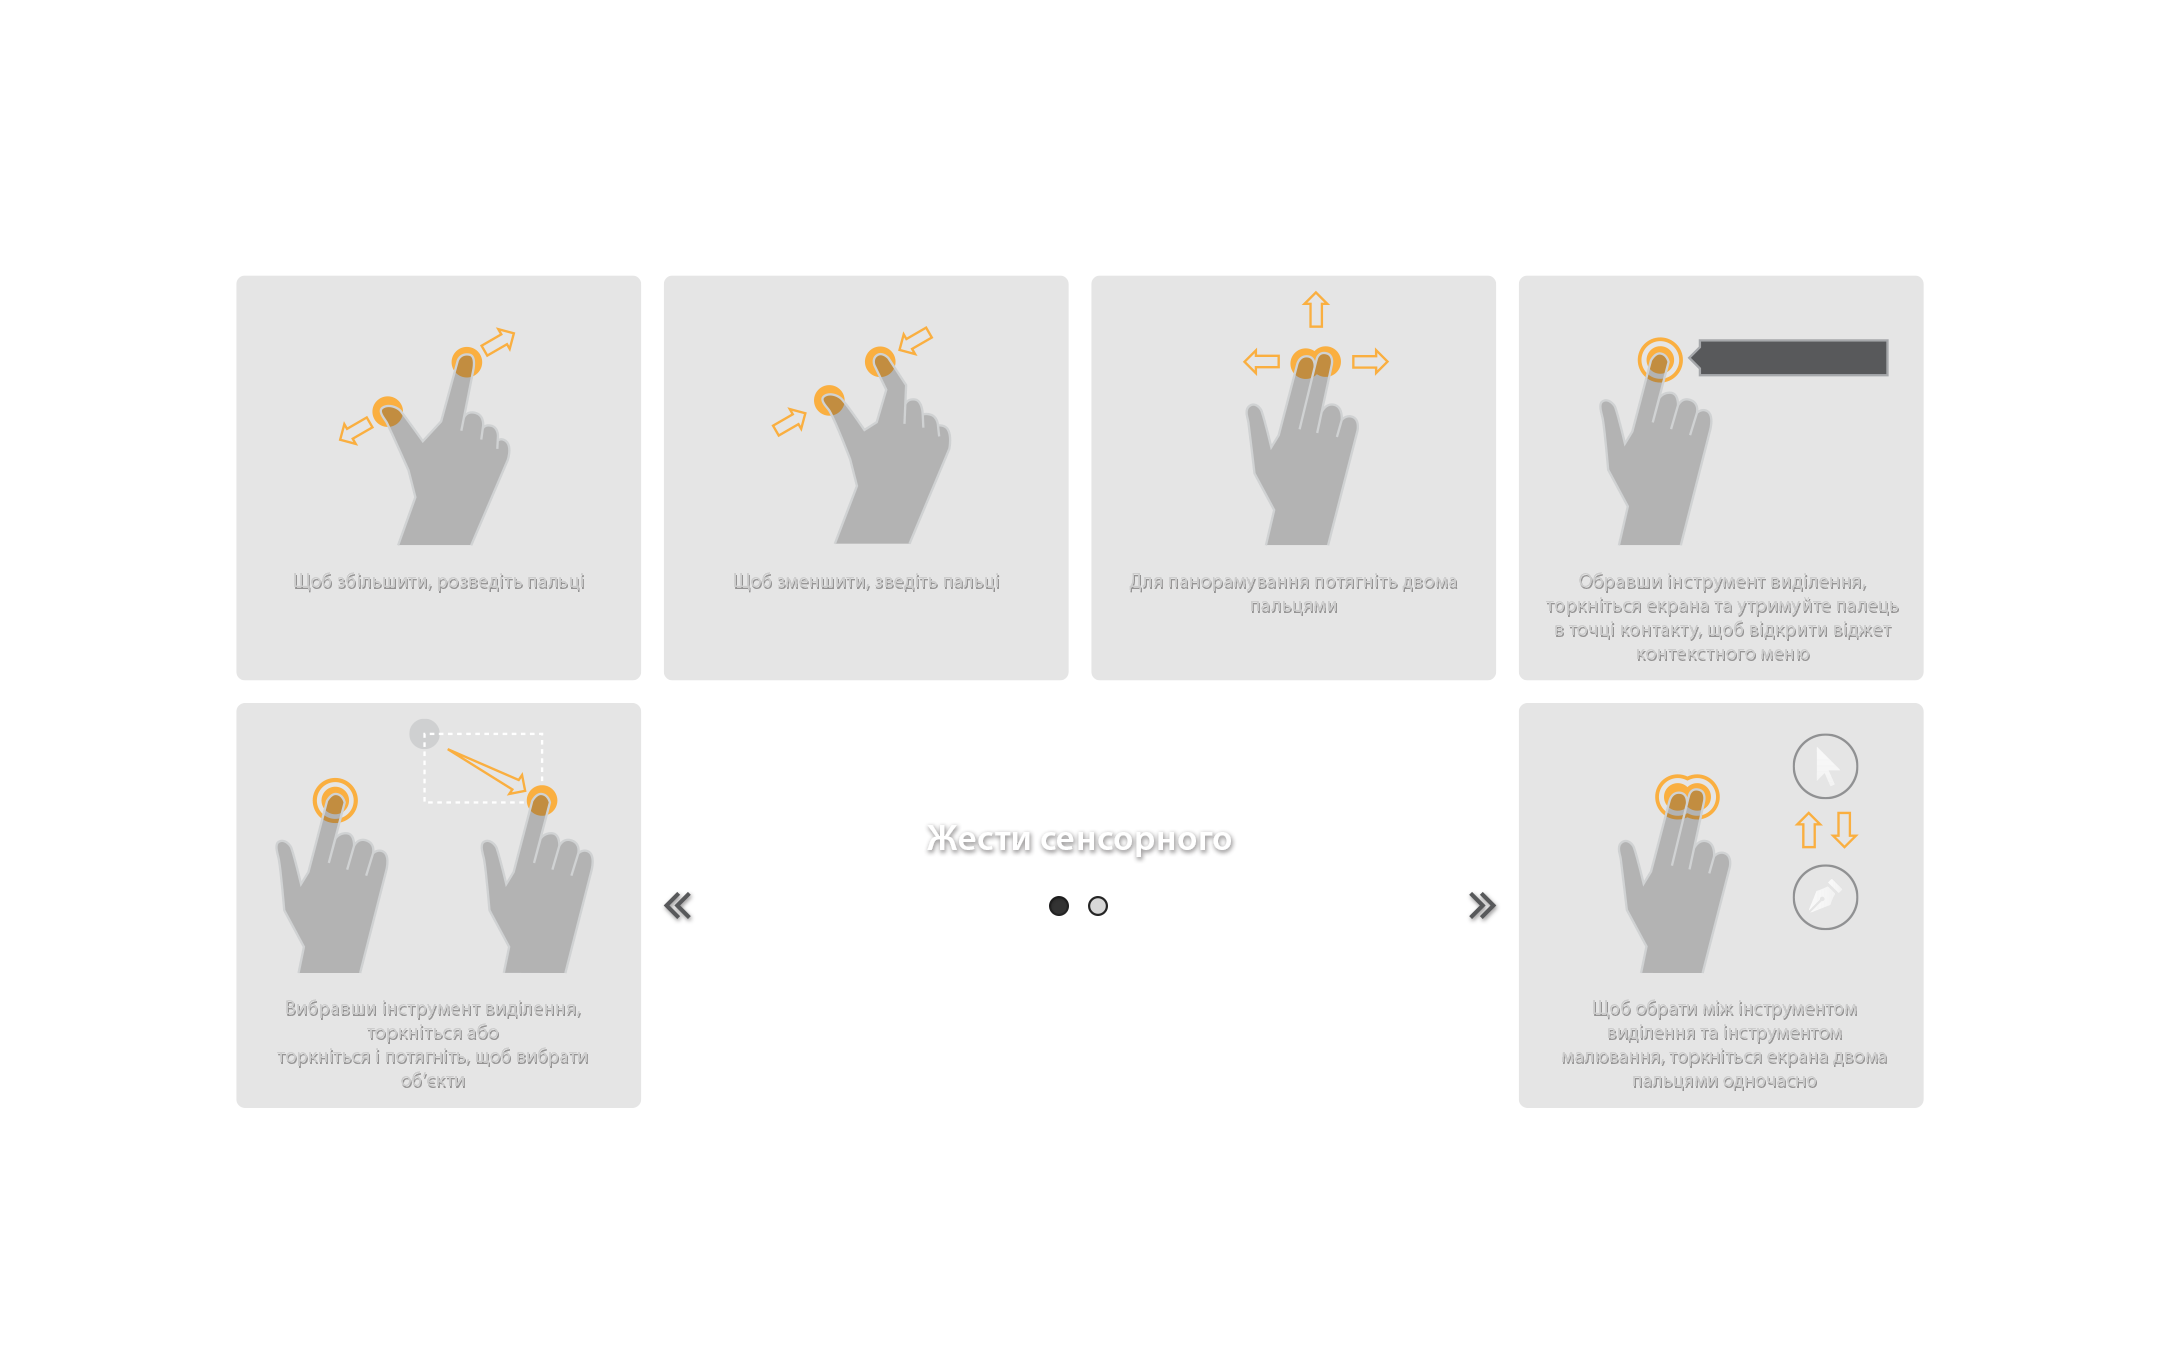 Щоб збільшити, розведіть пальці
Щоб зменшити, зведіть пальці
Для панорамування потягніть двома
пальцями
Обравши інструмент виділення,
торкніться екрана та утримуйте палець
в точці контакту, щоб відкрити віджет
контекстного меню
Вибравши інструмент виділення,
торкніться або
торкніться і потягніть, щоб вибрати
об'єкти
Жести сенсорного
Щоб обрати між інструментом
виділення та інструментом
малювання, торкніться екрана двома
пальцями одночасно